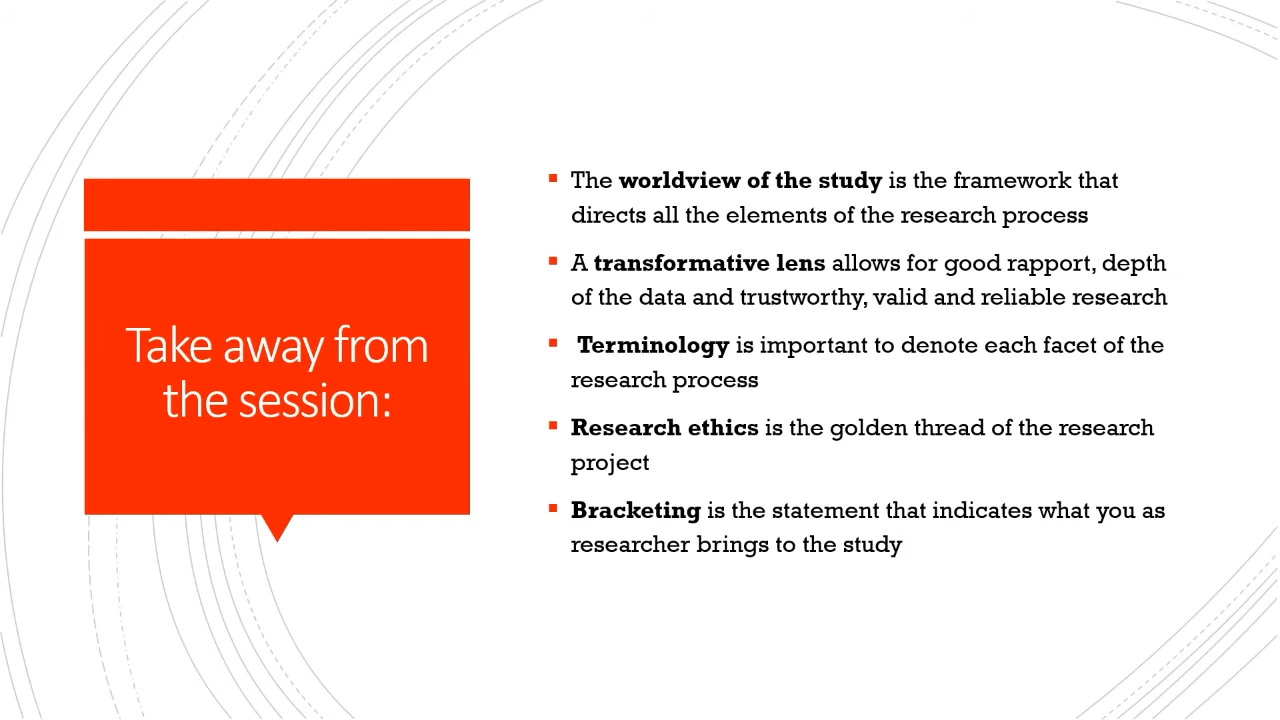 Take away from
the session:
The worldview of the study is the framework that
directs all the elements of the research process
A transformative lens allows for good rapport, depth
of the data and trustworthy, valid and reliable research
Terminology is important to denote each facet of the
research process
Research ethics is the golden thread of the research
project
Bracketing is the statement that indicates what you as
researcher brings to the study